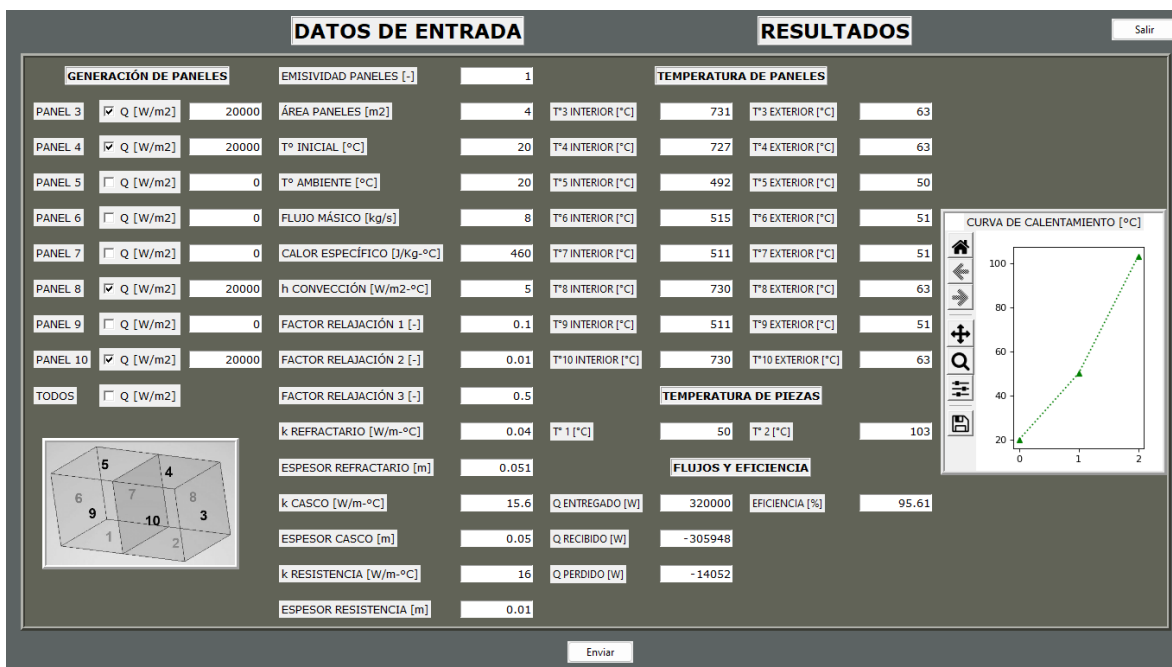 DATOS DE ENTRADA RESULTADOS Salir
GENERACIÓN DE PANELES EMISIVIDAD PANELES [-] 1 TEMPERATURA DE PANELES
PANEL 3 Q [W/m2] 20000 ÁREA PANELES [m2] 4 T°3 INTERIOR [°C] 731 T°3 EXTERIOR [°C] 63
PANEL 4 Q [W/m2] 20000 Tº INICIAL [ºC] 20 T°4 INTERIOR [°C] 727 T°4 EXTERIOR [°C] 63
PANEL 5 Q [W/m2] 0 Tº AMBIENTE [ºC] 20 T°5 INTERIOR [°C] 492 T°5 EXTERIOR [°C] 50
PANEL 6 Q [W/m2] 0 FLUJO MÁSICO [kg/s] 8 T°6 INTERIOR [°C] 515 T°6 EXTERIOR [°C] 51
CURVA DE CALENTAMIENTO [ºC]
PANEL 7 Q [W/m2] 0 CALOR ESPECÍFICO [J/Kg-ºC] 460 T°7 INTERIOR [°C] 511 T°7 EXTERIOR [°C] 51
PANEL 8 Q [W/m2] 20000 h CONVECCIÓN [W/m2-ºC] 5 T°8 INTERIOR [°C] 730 T°8 EXTERIOR [°C] 63
PANEL 9 Q [W/m2] 0 FACTOR RELAJACIÓN 1 [-] 0.1 T°9 INTERIOR [°C] 511 T°9 EXTERIOR [°C] 51
PANEL 10 Q [W/m2] 20000 FACTOR RELAJACIÓN 2 [-] 0.01 T°10 INTERIOR [°C] 730 T°10 EXTERIOR [°C] 63
TODOS Q [W/m2] FACTOR RELAJACIÓN 3 [-] 0.5 TEMPERATURA DE PIEZAS
k REFRACTARIO [W/m-ºC] 0.04 T° 1 [°C] 50 T° 2 [°C] 103
ESPESOR REFRACTARIO [m] 0.051 FLUJOS Y EFICIENCIA
k CASCO [W/m-ºC] 15.6 Q ENTREGADO [W] 320000 EFICIENCIA [%] 95.61
ESPESOR CASCO [m] 0.05 Q RECIBIDO [W] -305948
k RESISTENCIA [W/m-ºC] 16 Q PERDIDO [W] -14052
ESPESOR RESISTENCIA [m] 0.01
100
80
60
40
20
0 1 2
5 4
6 7 8
9 10 3
1 2
Enviar